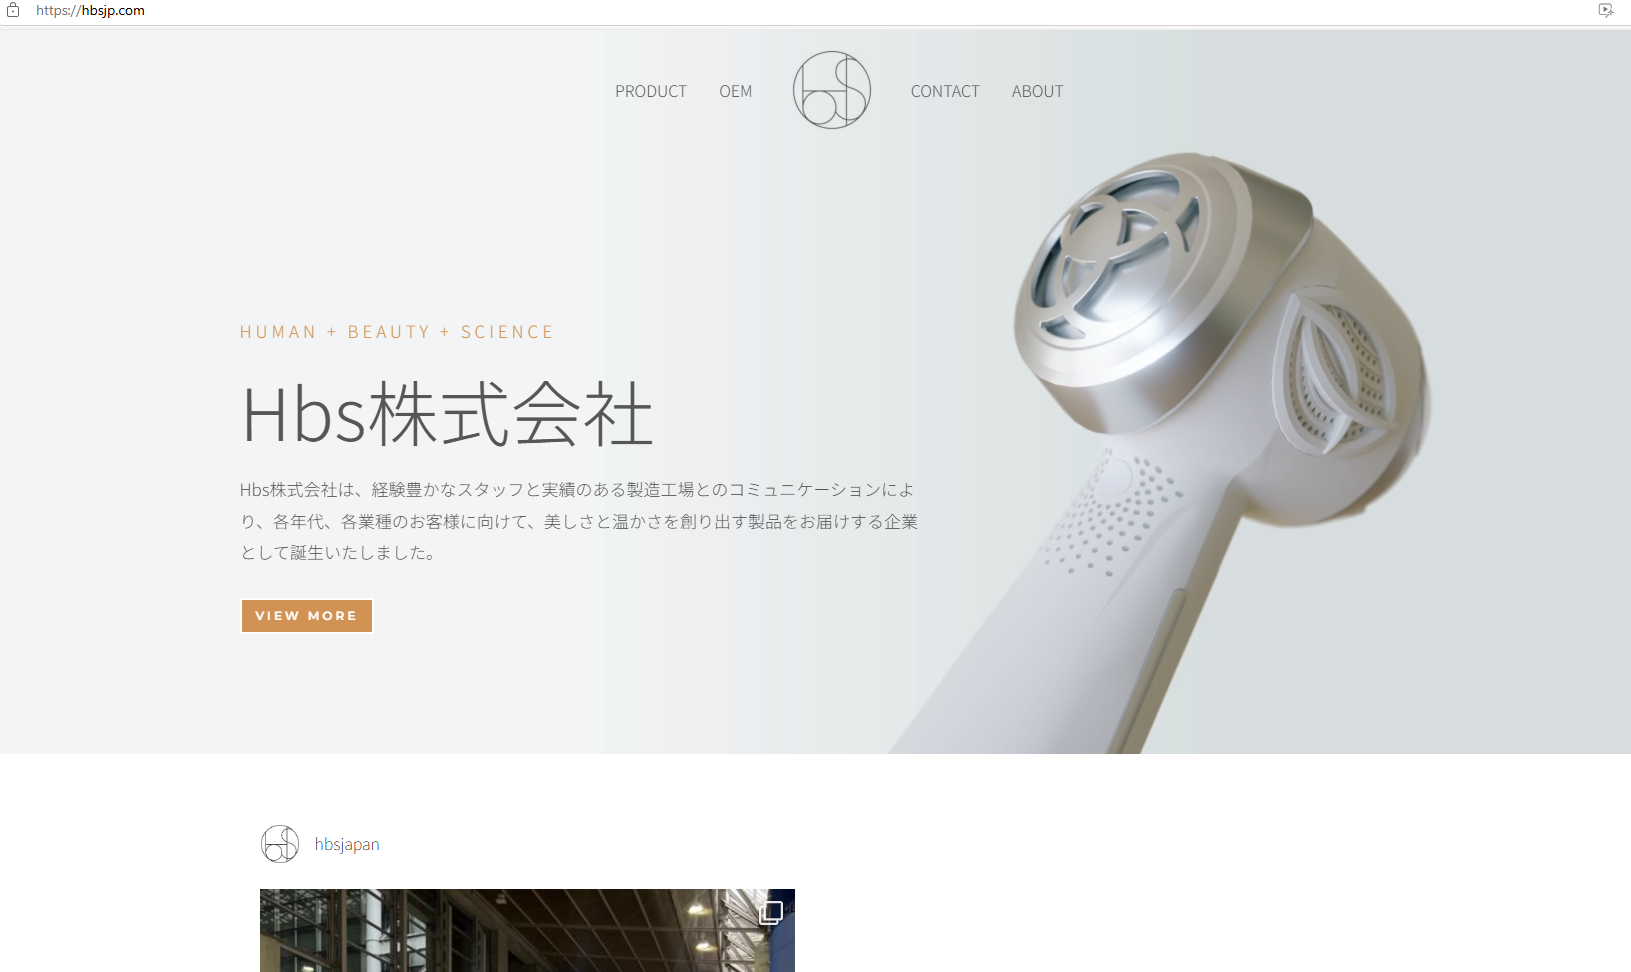 https://hbsjp.com
PRODUCT
OEM
hbs
CONTACT
ABOUT
HUMAN + BEAUTY + SCIENCE
Hbs株式会社
Hbs株式会社は、経験豊かなスタッフと実績のある製造工場とのコミュニケーションによ
り、各年代、各業種のお客様に向けて、美しさと温かさを創り出す製品をお届けする企業
として誕生いたしました。
VIEW MORE
hbs
hbsjapan